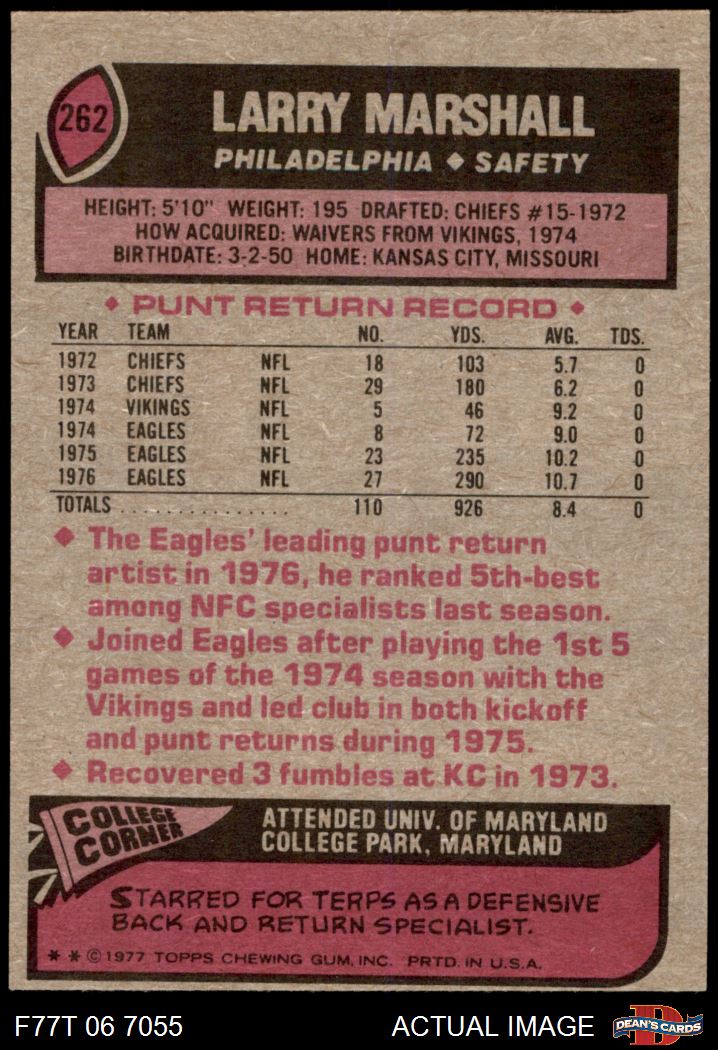 262
LARRY MARSHALL
PHILADELPHIA ♦ SAFETY
HEIGHT: 5'10" WEIGHT: 195 DRAFTED: CHIEFS #15-1972
HOW ACQUIRED: WAIVERS FROM VIKINGS, 1974
BIRTHDATE: 3-2-50 HOME: KANSAS CITY, MISSOURI
♦ PUNT RETURN RECORD ♦
YEAR TEAM NO. YDS. AVG. TDS.
1972 CHIEFS NFL 18 103 5.7 0
1973 CHIEFS NFL 29 180 6.2 0
1974 VIKINGS NFL 5 46 9.2 0
1974 EAGLES NFL 8 72 9.0 0
1975 EAGLES NFL 23 235 10.2 0
1976 EAGLES NFL 27 290 10.7 0
TOTALS . . . . . . . . . . . . . . . 110 926 8.4 0
♦ The Eagles' leading punt return
artist in 1976, he ranked 5th-best
among NFC specialists last season.
♦ Joined Eagles after playing the 1st 5
games of the 1974 season with the
Vikings and led club in both kickoff
and punt returns during 1975.
♦ Recovered 3 fumbles at KC in 1973.
COLLEGE
CORNER
ATTENDED UNIV. OF MARYLAND
COLLEGE PARK, MARYLAND
STARRED FOR TERPS AS A DEFENSIVE
BACK AND RETURN SPECIALIST.
* * © 1977 TOPPS CHEWING GUM, INC. PRTD. IN U.S.A.
F77T 06 7055 ACTUAL IMAGE
D
DEAN'S CARDS